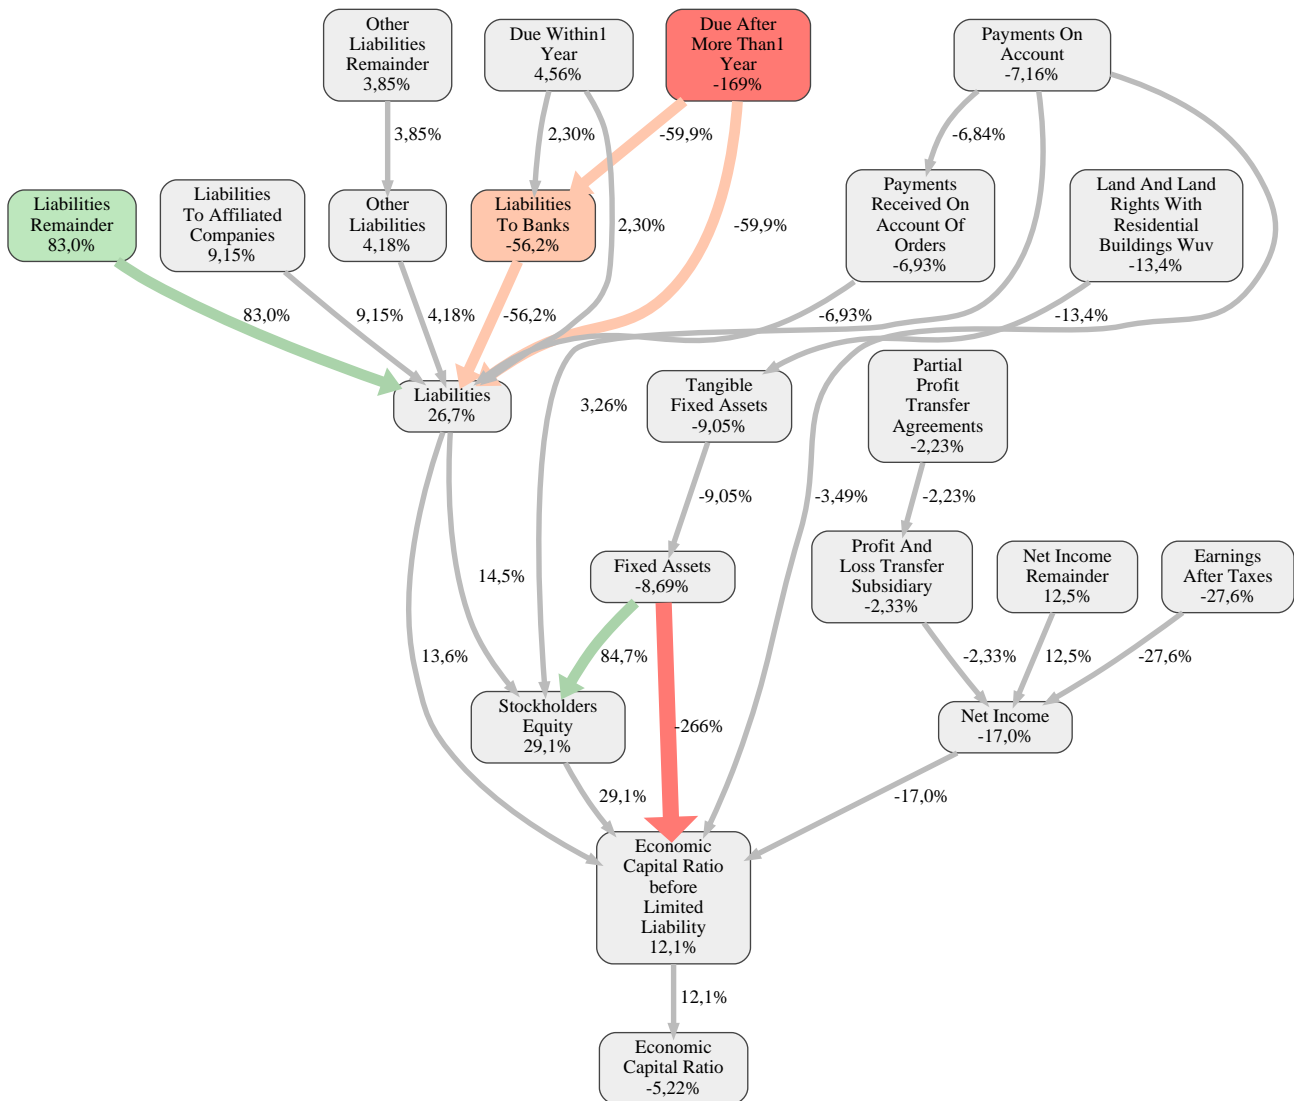 Other
Liabilities
Remainder
3,85%
Due Within1
Year
4,56%
Due After
More Than1
Year
-169%
Payments On
Account
-7,16%
3,85%
2,30%
-59,9%
-6,84%
Liabilities
Remainder
83,0%
Liabilities
To Affiliated
Companies
9,15%
Other
Liabilities
4,18%
Liabilities
To Banks
-56,2%
2,30%
-59,9%
Payments
Received On
Account Of
Orders
-6,93%
Land And Land
Rights With
Residential
Buildings Wuv
-13,4%
83,0%
9,15%
4,18%
-56,2%
-6,93%
-13,4%
Liabilities
26,7%
3,26%
Tangible
Fixed Assets
-9,05%
Partial
Profit
Transfer
Agreements
-2,23%
-9,05%
-3,49%
-2,23%
14,5%
Fixed Assets
-8,69%
Profit And
Loss Transfer
Subsidiary
-2,33%
Net Income
Remainder
12,5%
Earnings
After Taxes
-27,6%
13,6%
84,7%
-2,33%
12,5%
-27,6%
Stockholders
Equity
29,1%
-266%
Net Income
-17,0%
29,1%
-17,0%
Economic
Capital Ratio
before
Limited
Liability
12,1%
12,1%
Economic
Capital Ratio
-5,22%